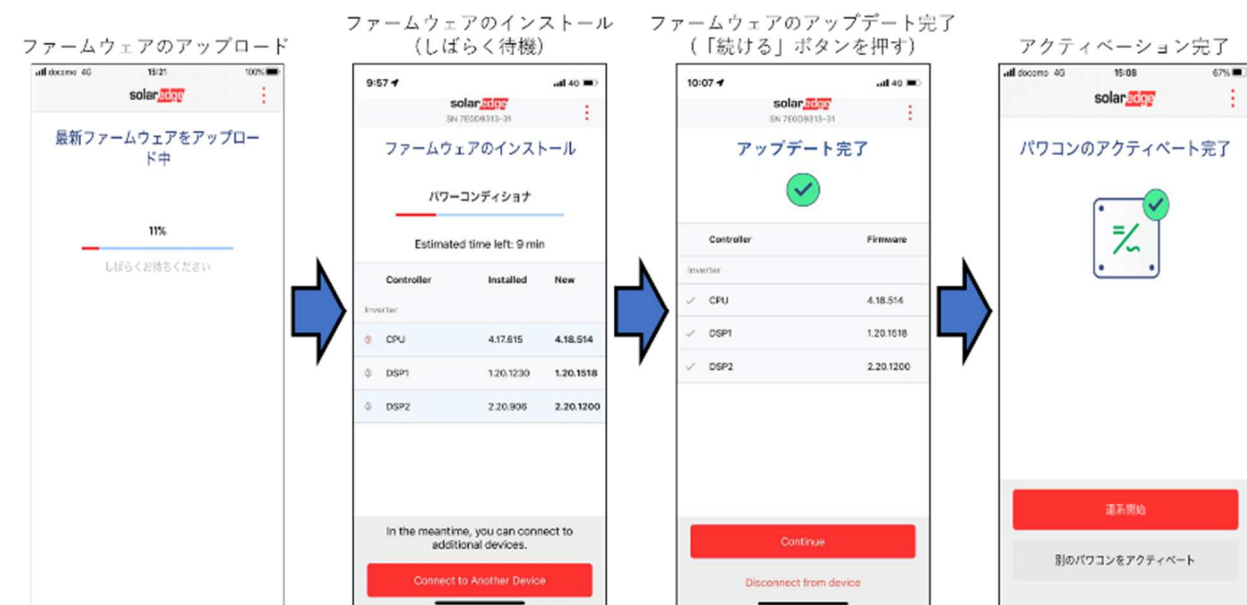 ファームウェアのアップロード
docomo 4G 15:21 100%
solaredge
最新ファームウェアをアップロー
ド中
11%
しばらくお待ちください
ファームウェアのインストール
(しばらく待機)
9:57 4G
solaredge
SN 7E0D9313-31
ファームウェアのインストール
パワーコンディショナ
Estimated time left: 9 min
Controller Installed New
Inverter
CPU 4.17.615 4.18.514
DSP1 1.20.1230 1.20.1518
DSP2 2.20.906 2.20.1200
In the meantime, you can connect to
additional devices.
Connect to Another Device
ファームウェアのアップデート完了
(「続ける」ボタンを押す)
10:07 4G
solaredge
SN 7E0D9313-31
アップデート完了
Controller Firmware
Inverter
CPU 4.18.514
DSP1 1.20.1518
DSP2 2.20.1200
Continue
Disconnect from device
アクティベーション完了
docomo 4G 15:08 67%
solaredge
パワコンのアクティベート完了
連系開始
別のパワコンをアクティベート